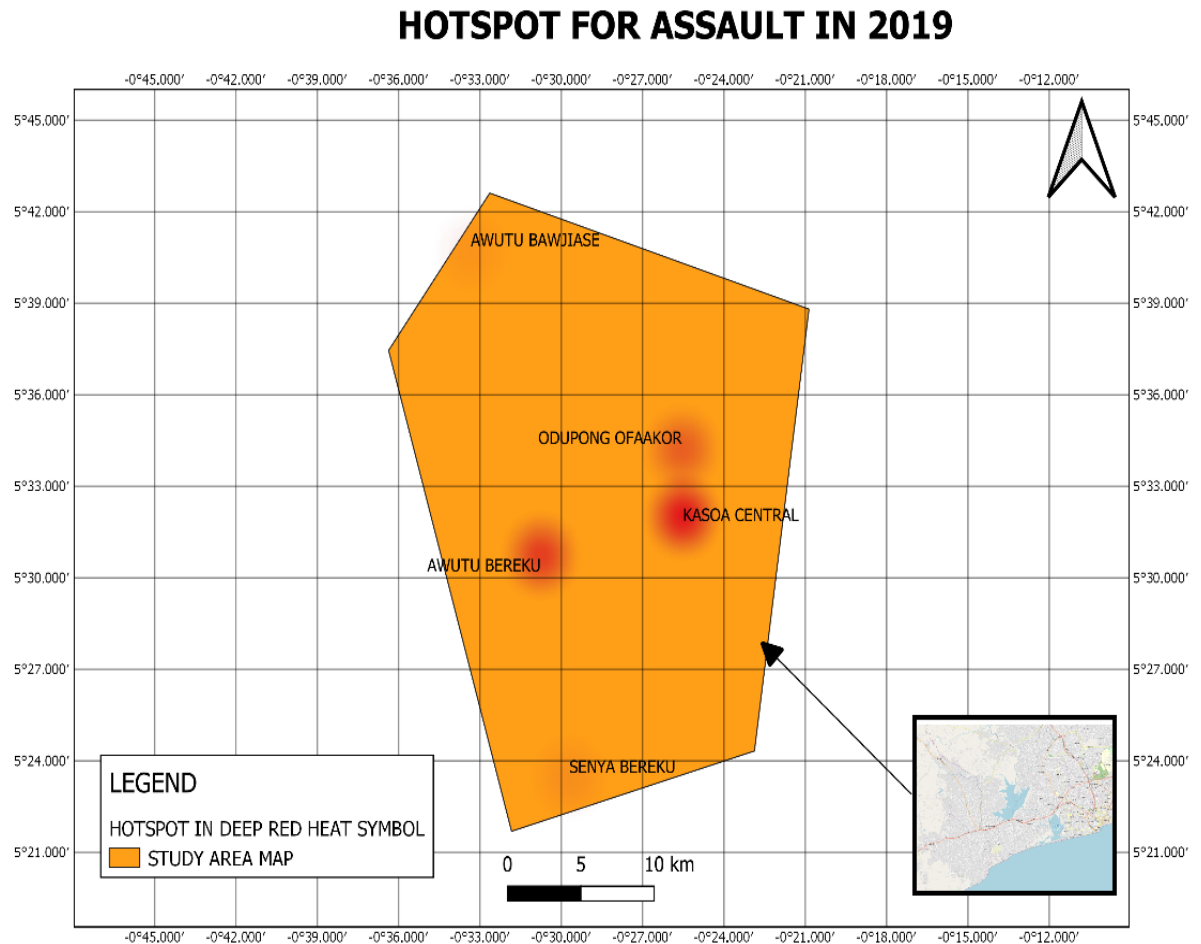 HOTSPOT FOR ASSAULT IN 2019
-0°45.000' -0°42.000' -0°39.000' -0°36.000' -0°33.000' -0°30.000' -0°27.000' -0°24.000' -0°21.000' -0°18.000' -0°15.000' -0°12.000'
5°45.000' 5°45.000'
5°42.000' 5°42.000'
AWUTU BAWJIASE
5°39.000' 5°39.000'
5°36.000' 5°36.000'
ODUPONG OFAAKOR
5°33.000' 5°33.000'
KASOA CENTRAL
AWUTU BEREKU
5°30.000' 5°30.000'
5°27.000' 5°27.000'
5°24.000' 5°24.000'
SENYA BEREKU
LEGEND
HOTSPOT IN DEEP RED HEAT SYMBOL
STUDY AREA MAP
5°21.000' 5°21.000'
0 5 10 km
-0°45.000' -0°42.000' -0°39.000' -0°36.000' -0°33.000' -0°30.000' -0°27.000' -0°24.000' -0°21.000' -0°18.000' -0°15.000' -0°12.000'